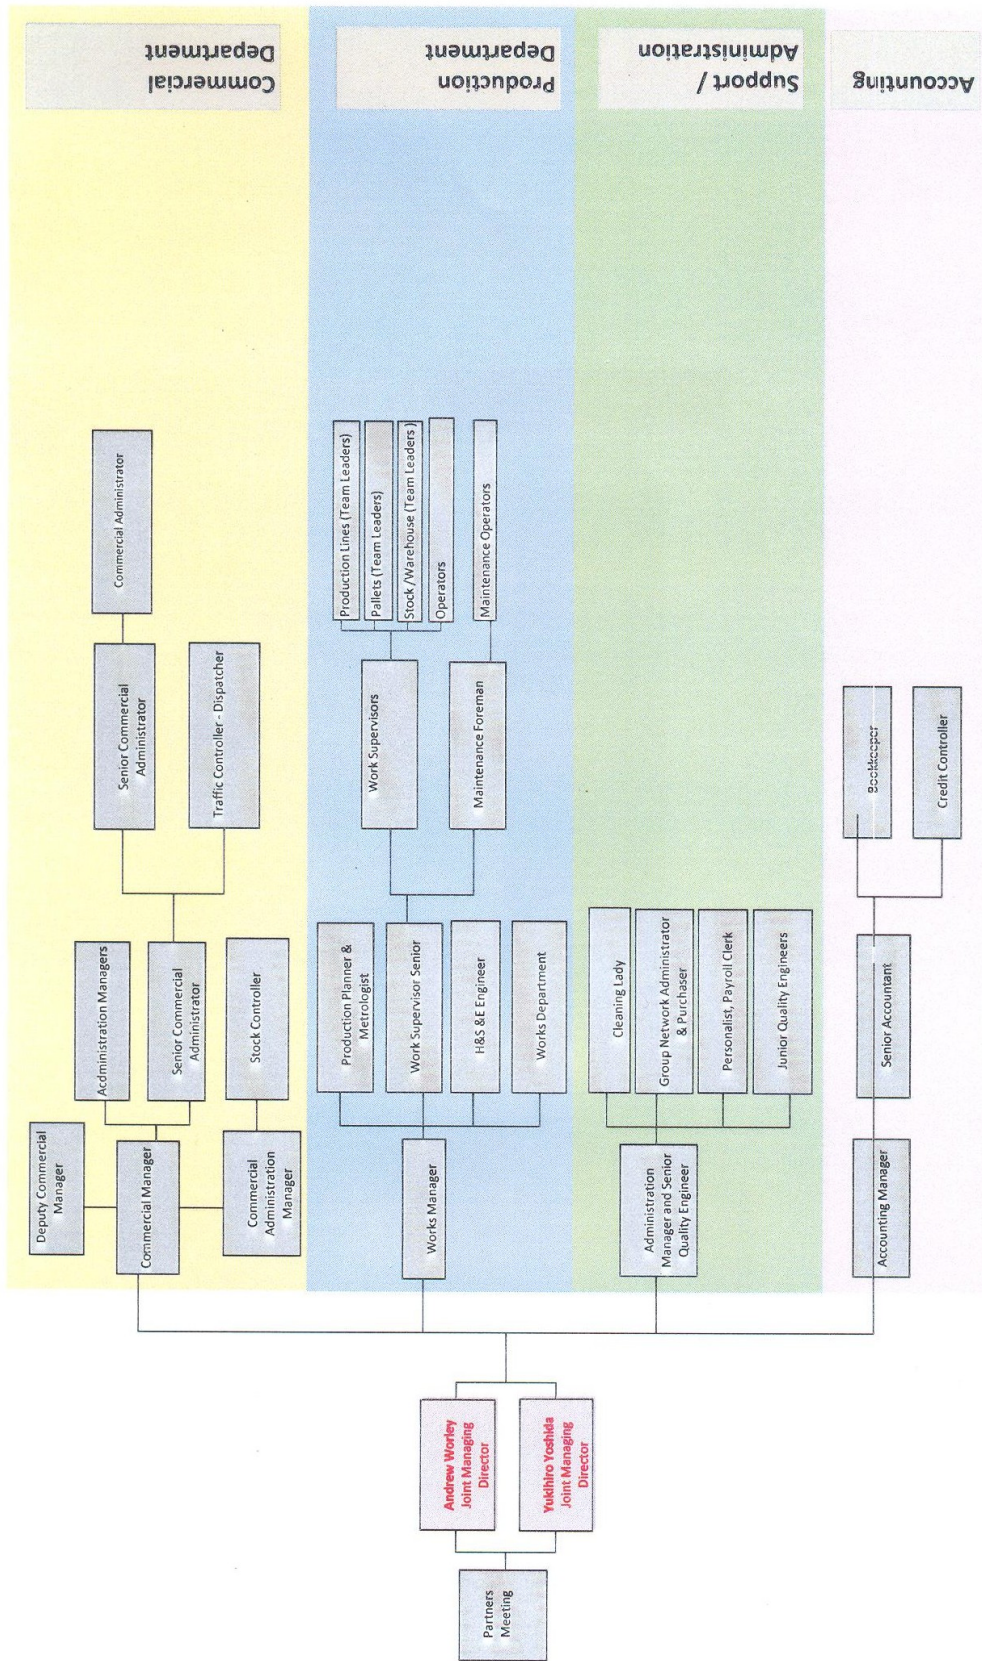 Partners
Meeting
Andrew Worley
Joint Managing
Director
Yukihiro Yoshida
Joint Managing
Director
Deputy Commercial
Manager
Commercial Manager
Commercial
Administration
Manager
Acdministration Managers
Senior Commercial
Administrator
Stock Controller
Senior Commercial
Administrator
Traffic Controller - Dispatcher
Commercial Administrator
Commercial
Department
Works Manager
Production Planner &
Metrologist
Work Supervisor Senior
H&S &E Engineer
Works Department
Work Supervisors
Maintenance Foreman
Production Lines (Team Leaders)
Pallets (Team Leaders)
Stock /Warehouse (Team Leaders )
Operators
Maintenance Operators
Production
Department
Administration
Manager and Senior
Quality Engineer
Cleaning Lady
Group Network Administrator
& Purchaser
Personalist, Payroll Clerk
Junior Quality Engineers
Support /
Administration
Accounting Manager
Senior Accountant
Bookkeeper
Credit Controller
Accounting